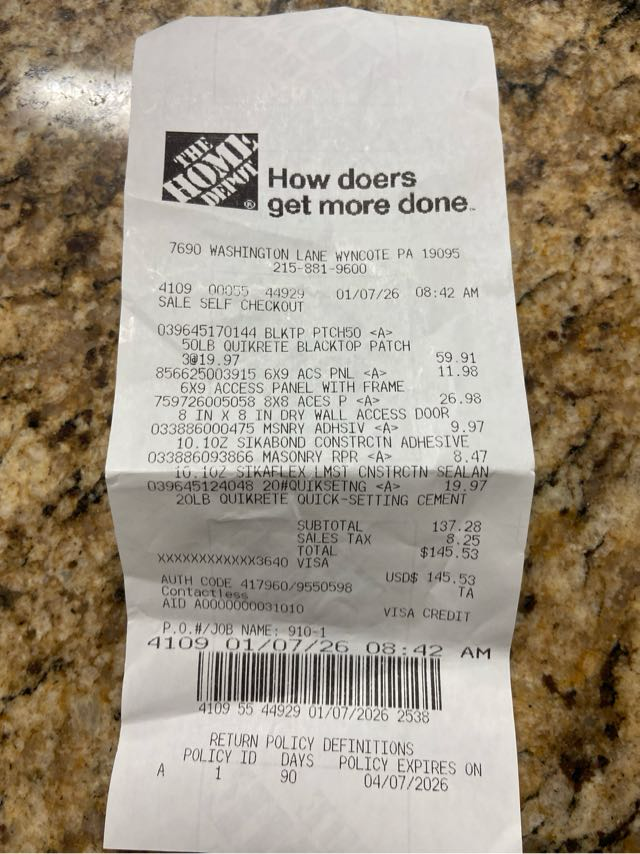 THE
HOME
DEPOT
®
How doers
get more done™
7690 WASHINGTON LANE WYNCOTE PA 19095
215-881-9600
4109 00055 44929 01/07/26 08:42 AM
SALE SELF CHECKOUT
039645170144 BLKTP PTCH50 <A>
50LB QUIKRETE BLACKTOP PATCH
3@19.97 59.91
856625003915 6X9 ACS PNL <A> 11.98
6X9 ACCESS PANEL WITH FRAME
759726005058 8X8 ACES P <A> 26.98
8 IN X 8 IN DRY WALL ACCESS DOOR
033886000475 MSNRY ADHSIV <A> 9.97
10.1OZ SIKABOND CONSTRCTN ADHESIVE
033886093866 MASONRY RPR <A> 8.47
10.1OZ SIKAFLEX LMST CNSTRCTN SEALAN
039645124048 20#QUIKSETNG <A> 19.97
20LB QUIKRETE QUICK-SETTING CEMENT
SUBTOTAL 137.28
SALES TAX 8.25
TOTAL $145.53
XXXXXXXXXXXX3640 VISA
USD$ 145.53
AUTH CODE 417960/9550598 TA
Contactless
AID A0000000031010 VISA CREDIT
P.O.#/JOB NAME: 910-1
4109 01/07/26 08:42 AM
4109 55 44929 01/07/2026 2538
RETURN POLICY DEFINITIONS
POLICY ID DAYS POLICY EXPIRES ON
A 1 90 04/07/2026